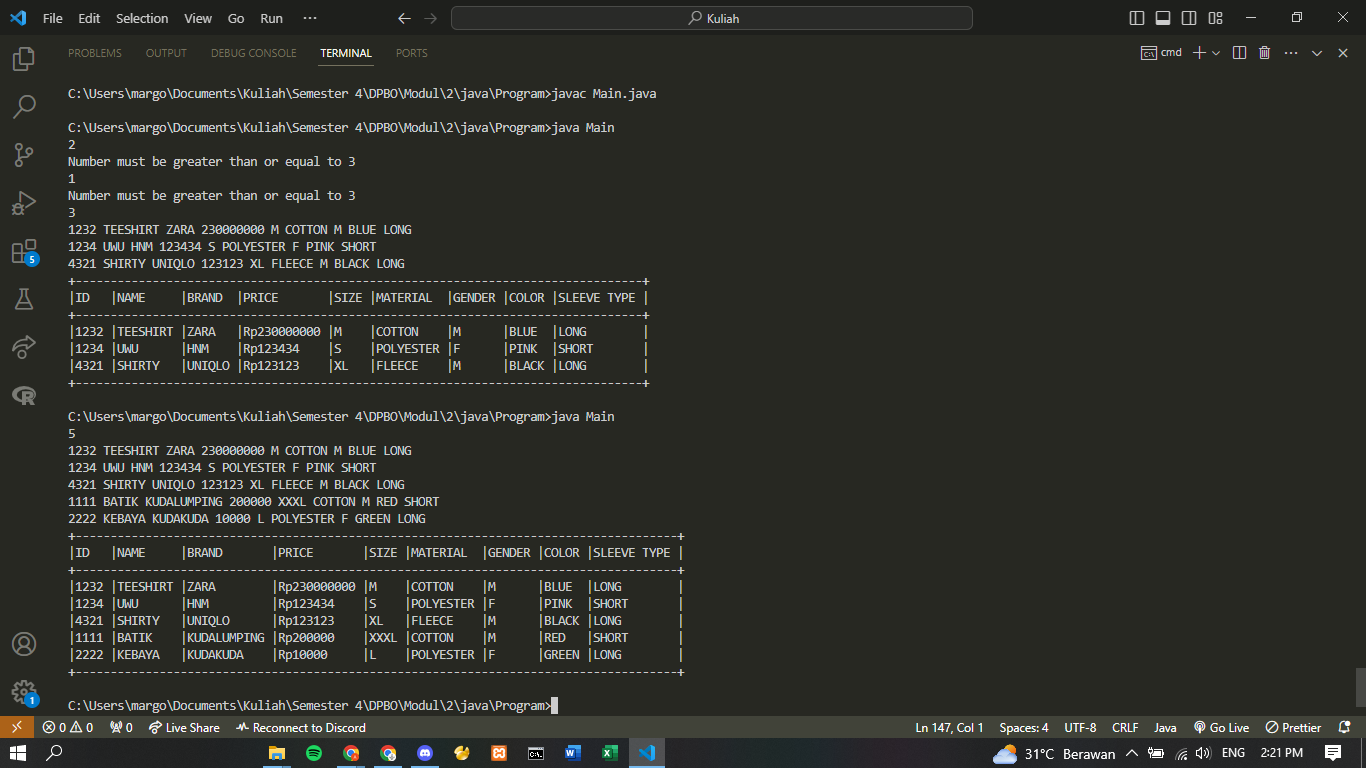 File Edit Selection View Go Run ··· Kuliah
PROBLEMS OUTPUT DEBUG CONSOLE TERMINAL PORTS cmd
C:\Users\margo\Documents\Kuliah\Semester 4\DPBO\Modul\2\java\Program>javac Main.java
C:\Users\margo\Documents\Kuliah\Semester 4\DPBO\Modul\2\java\Program>java Main
2
Number must be greater than or equal to 3
1
Number must be greater than or equal to 3
3
1232 TEESHIRT ZARA 230000000 M COTTON M BLUE LONG
1234 UWU HNM 123434 S POLYESTER F PINK SHORT
4321 SHIRTY UNIQLO 123123 XL FLEECE M BLACK LONG
+---------------------------------------------------------------------------------+
|ID   |NAME     |BRAND  |PRICE       |SIZE |MATERIAL  |GENDER |COLOR |SLEEVE TYPE |
+---------------------------------------------------------------------------------+
|1232 |TEESHIRT |ZARA   |Rp230000000 |M    |COTTON    |M      |BLUE  |LONG        |
|1234 |UWU      |HNM    |Rp123434    |S    |POLYESTER |F      |PINK  |SHORT       |
|4321 |SHIRTY   |UNIQLO |Rp123123    |XL   |FLEECE    |M      |BLACK |LONG        |
+---------------------------------------------------------------------------------+
C:\Users\margo\Documents\Kuliah\Semester 4\DPBO\Modul\2\java\Program>java Main
5
1232 TEESHIRT ZARA 230000000 M COTTON M BLUE LONG
1234 UWU HNM 123434 S POLYESTER F PINK SHORT
4321 SHIRTY UNIQLO 123123 XL FLEECE M BLACK LONG
1111 BATIK KUDALUMPING 200000 XXXL COTTON M RED SHORT
2222 KEBAYA KUDAKUDA 10000 L POLYESTER F GREEN LONG
+--------------------------------------------------------------------------------------+
|ID   |NAME     |BRAND       |PRICE       |SIZE |MATERIAL  |GENDER |COLOR |SLEEVE TYPE |
+--------------------------------------------------------------------------------------+
|1232 |TEESHIRT |ZARA        |Rp230000000 |M    |COTTON    |M      |BLUE  |LONG        |
|1234 |UWU      |HNM         |Rp123434    |S    |POLYESTER |F      |PINK  |SHORT       |
|4321 |SHIRTY   |UNIQLO      |Rp123123    |XL   |FLEECE    |M      |BLACK |LONG        |
|1111 |BATIK    |KUDALUMPING |Rp200000    |XXXL |COTTON    |M      |RED   |SHORT       |
|2222 |KEBAYA   |KUDAKUDA    |Rp10000     |L    |POLYESTER |F      |GREEN |LONG        |
+--------------------------------------------------------------------------------------+
C:\Users\margo\Documents\Kuliah\Semester 4\DPBO\Modul\2\java\Program>
5
1
0 0 0 Live Share Reconnect to Discord Ln 147, Col 1 Spaces: 4 UTF-8 CRLF Java Go Live Prettier
31°C Berawan ENG 2:21 PM